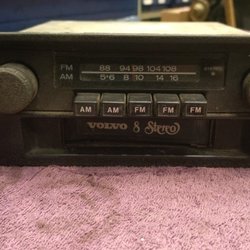 FM 88 94 98 104 108
AM 5·6 8 10 14 16
AM AM FM FM FM
VOLVO 8 Stereo